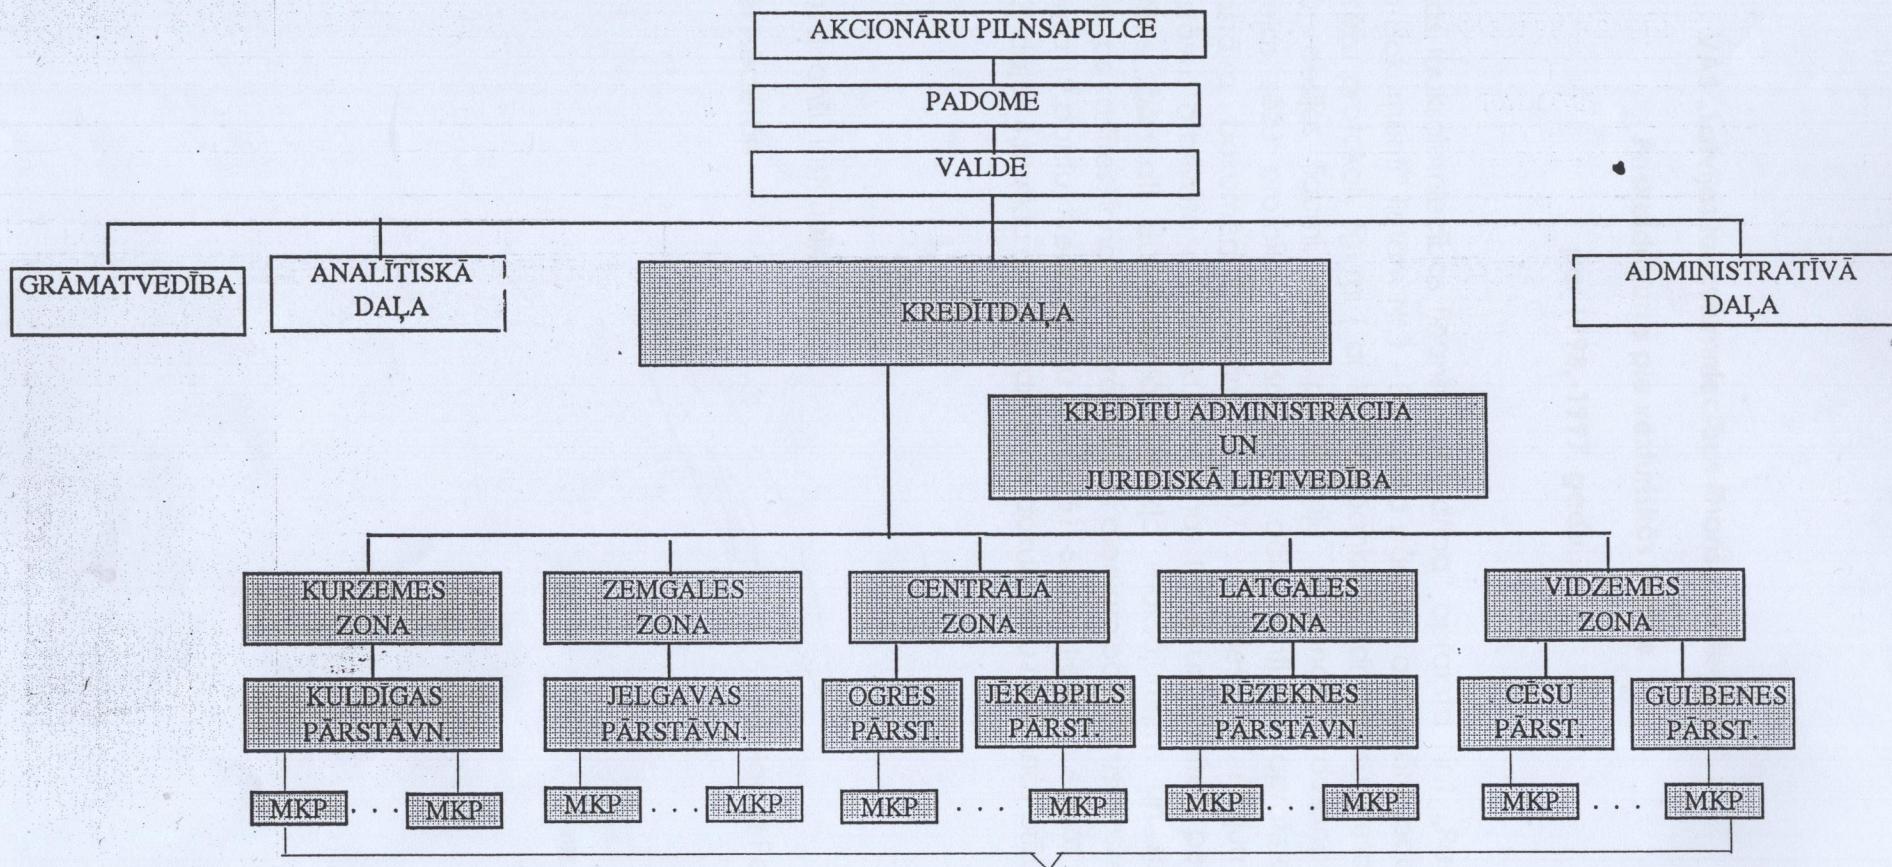 AKCIONĀRU PILNSAPULCE
PADOME
VALDE
GRĀMATVEDĪBA
ANALĪTISKĀ
DAĻA
KREDĪTDAĻA
ADMINISTRATĪVĀ
DAĻA
KREDĪTU ADMINISTRĀCIJA
UN
JURIDISKĀ LIETVEDĪBA
KURZEMES
ZONA
ZEMGALES
ZONA
CENTRĀLĀ
ZONA
LATGALES
ZONA
VIDZEMES
ZONA
KULDĪGAS
PĀRSTĀVN.
JELGAVAS
PĀRSTĀVN.
OGRES
PĀRST.
JĒKABPILS
PĀRST.
RĒZEKNES
PĀRSTĀVN.
CĒSU
PĀRST.
GULBENES
PĀRST.
MKP . . . MKP
MKP . . . MKP
MKP . . . MKP
MKP . . . MKP
MKP . . . MKP